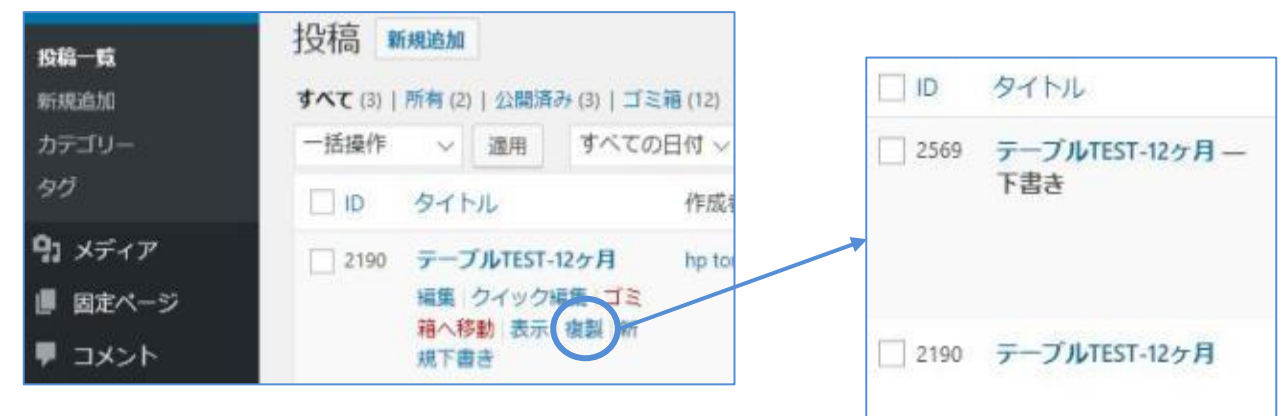 投稿一覧
新規追加
カテゴリー
タグ
メディア
固定ページ
コメント
投稿 新規追加
すべて (3) | 所有 (2) | 公開済み (3) | ゴミ箱 (12)
一括操作 適用 すべての日付
ID タイトル 作成者
2190 テーブルTEST-12ケ月 hp
編集 | クイック編集 | ゴミ
箱へ移動 | 表示 | 複製 | 新
規下書き
ID タイトル
2569 テーブルTEST-12ケ月 —
下書き
2190 テーブルTEST-12ケ月